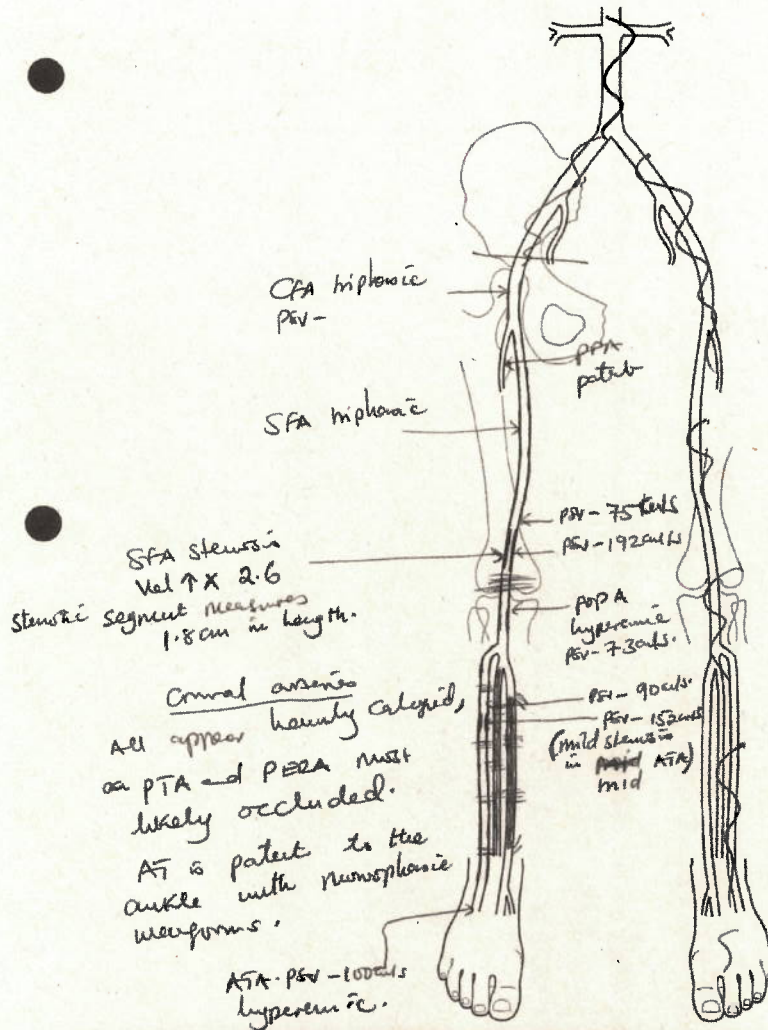 CFA triphasic
PSV-
PFA
patent
SFA triphasic
PSV- 75cm/s
PSV- 192cm/s
SFA stenosis
Vel ↑ X 2.6
stenotic segment measures
1.8cm in length.
POP A
hyperemic
PSV- 73cm/s.
Crural arteries
All appear heavily calcified,
PTA and PERA most
likely occluded.
AT is patent to the
ankle with monophasic
waveforms.
PSV- 90cm/s.
PSV- 152cm/s
(mild stenosis
in mid ATA)
mid
ATA- PSV- 100cm/s
hyperemic.